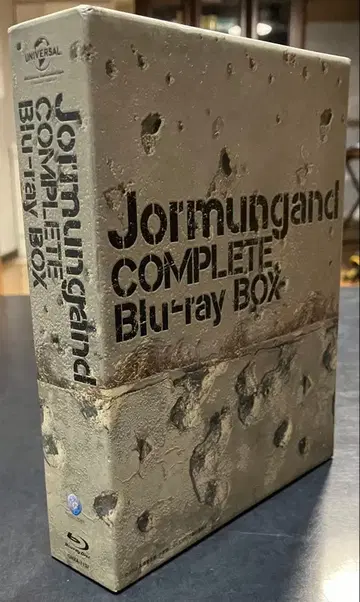 UNIVERSAL
Jormungand
COMPLETE
Blu-ray BOX
Jormungand
COMPLETE
Blu-ray BOX